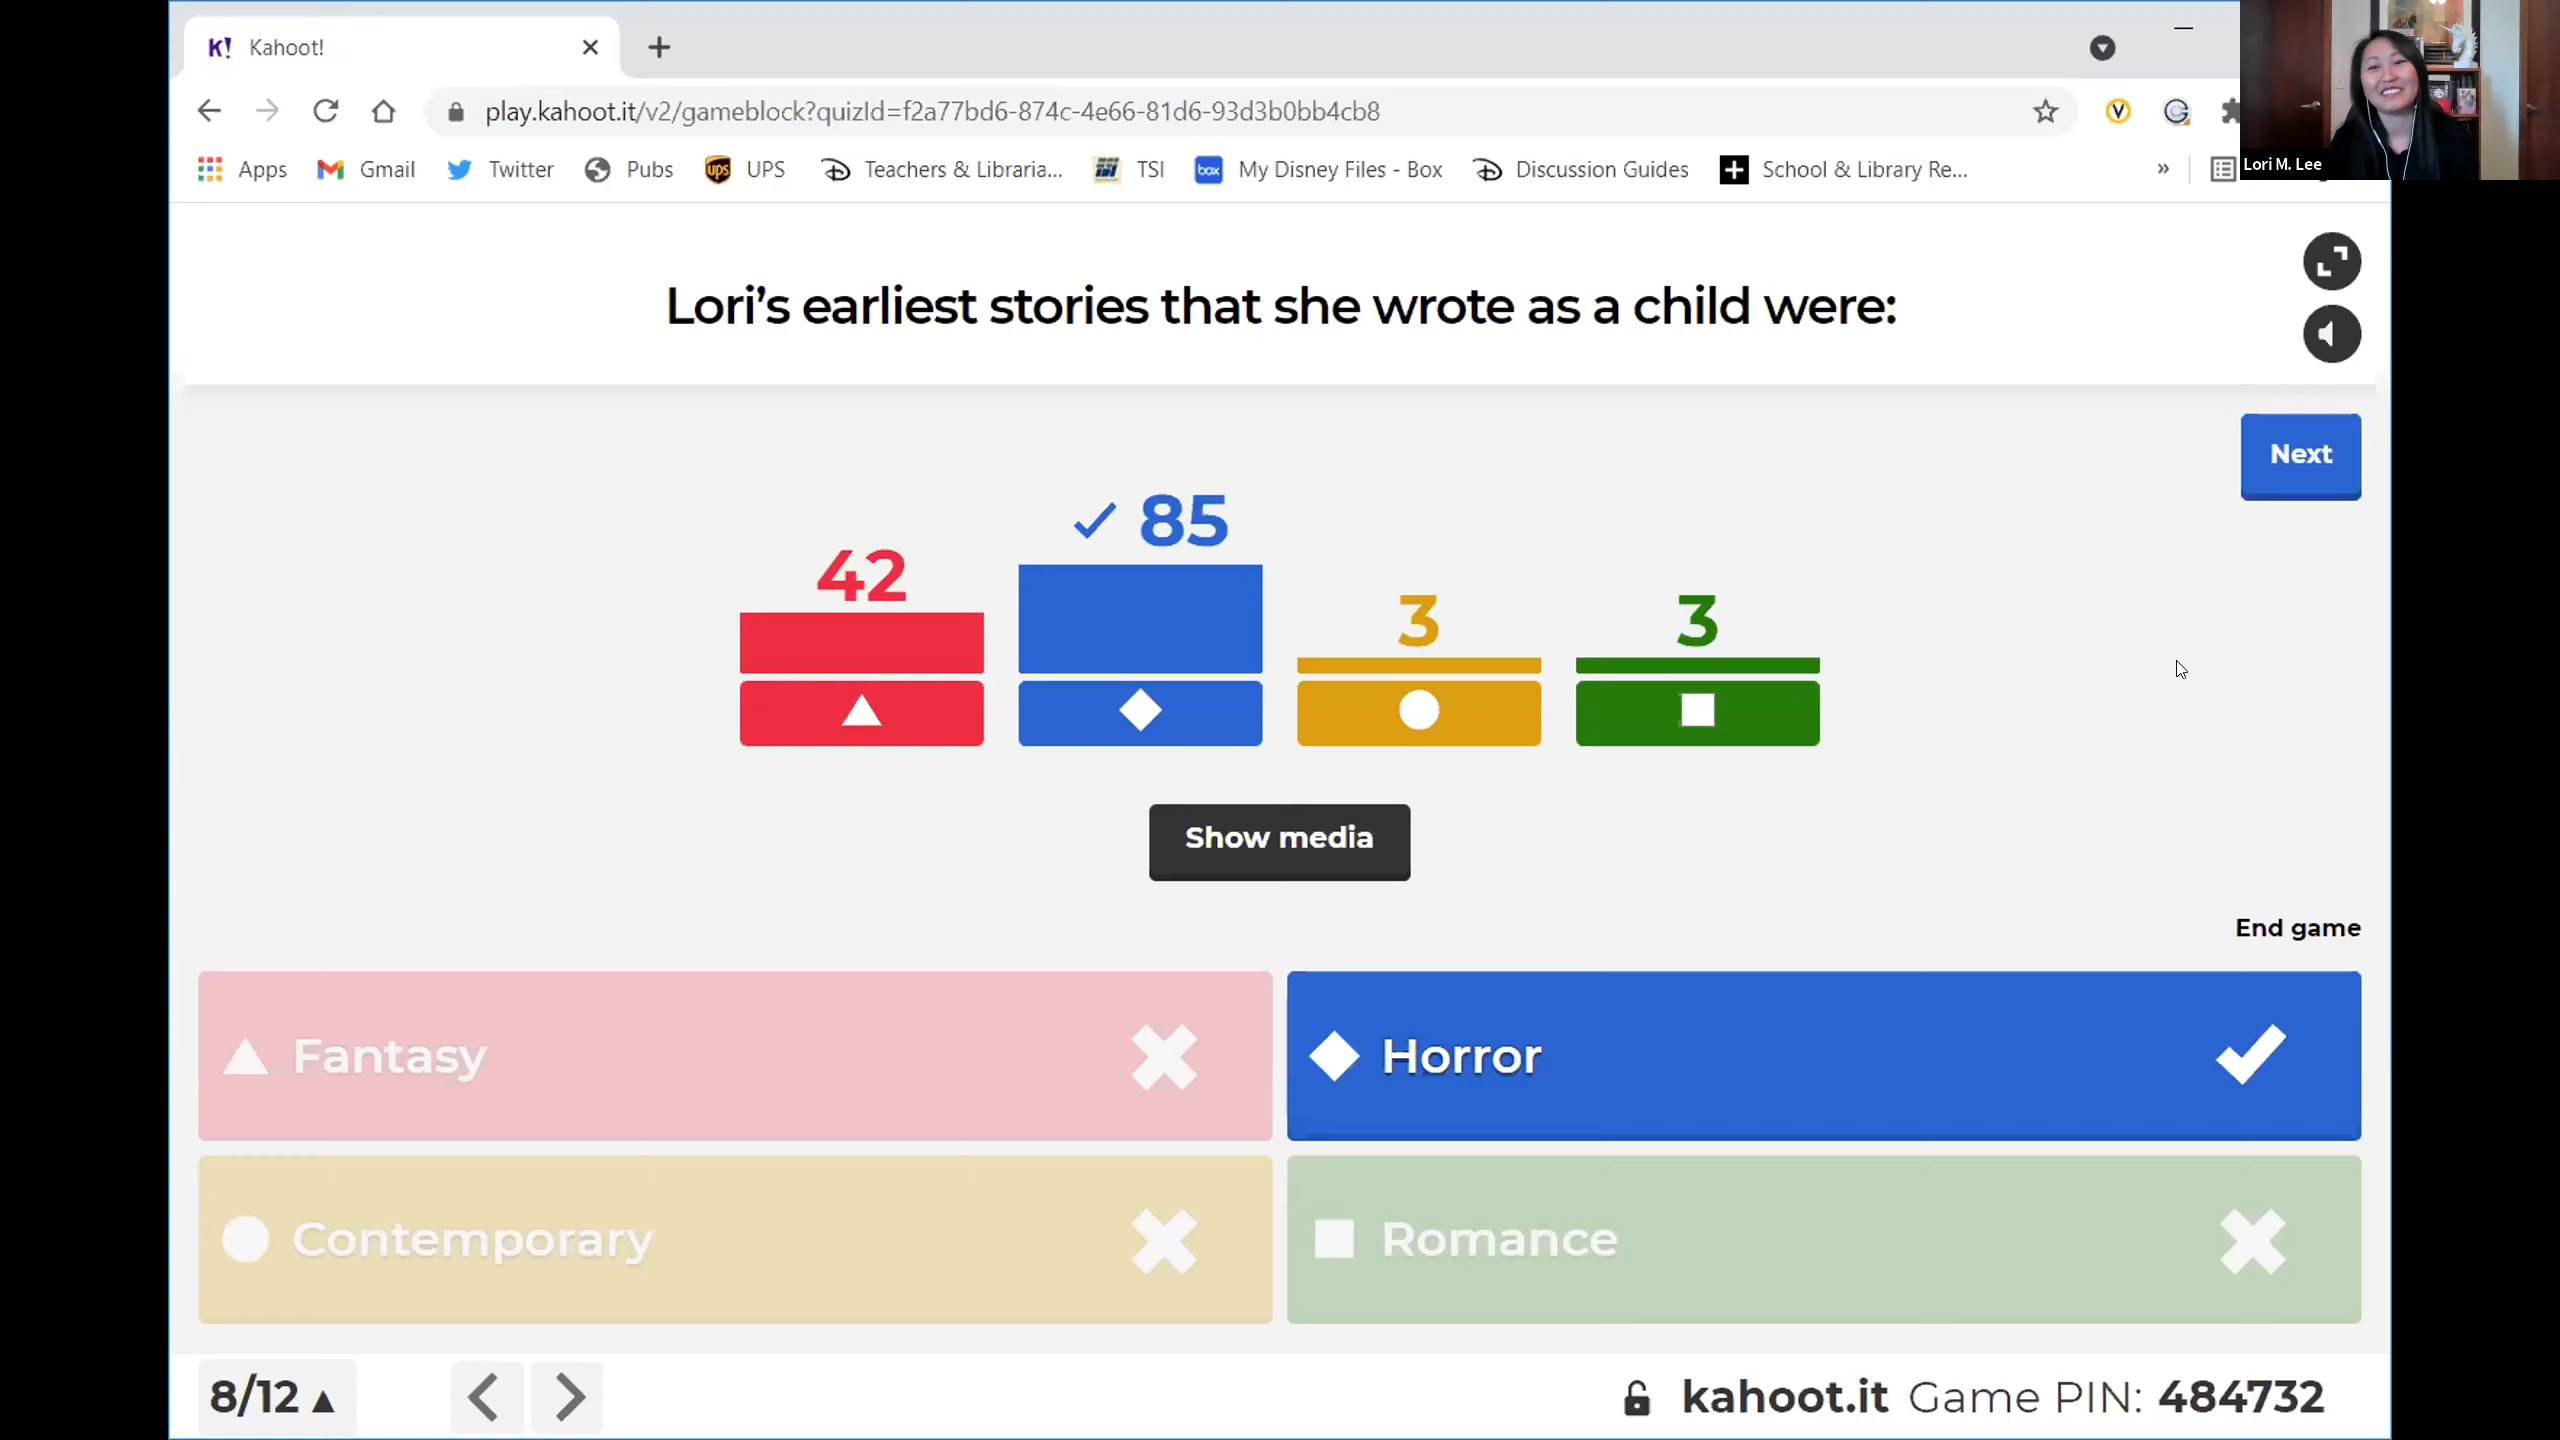 K! Kahoot!
play.kahoot.it/v2/gameblock?quizId=f2a77bd6-874c-4e66-81d6-93d3b0bb4cb8
Apps Gmail Twitter Pubs UPS Teachers & Libraria... TSI box My Disney Files - Box Discussion Guides School & Library Re... »
Lori M. Lee
Lori’s earliest stories that she wrote as a child were:
Next
42 85 3 3
Show media
End game
Fantasy Horror
Contemporary Romance
8/12 kahoot.it Game PIN: 484732